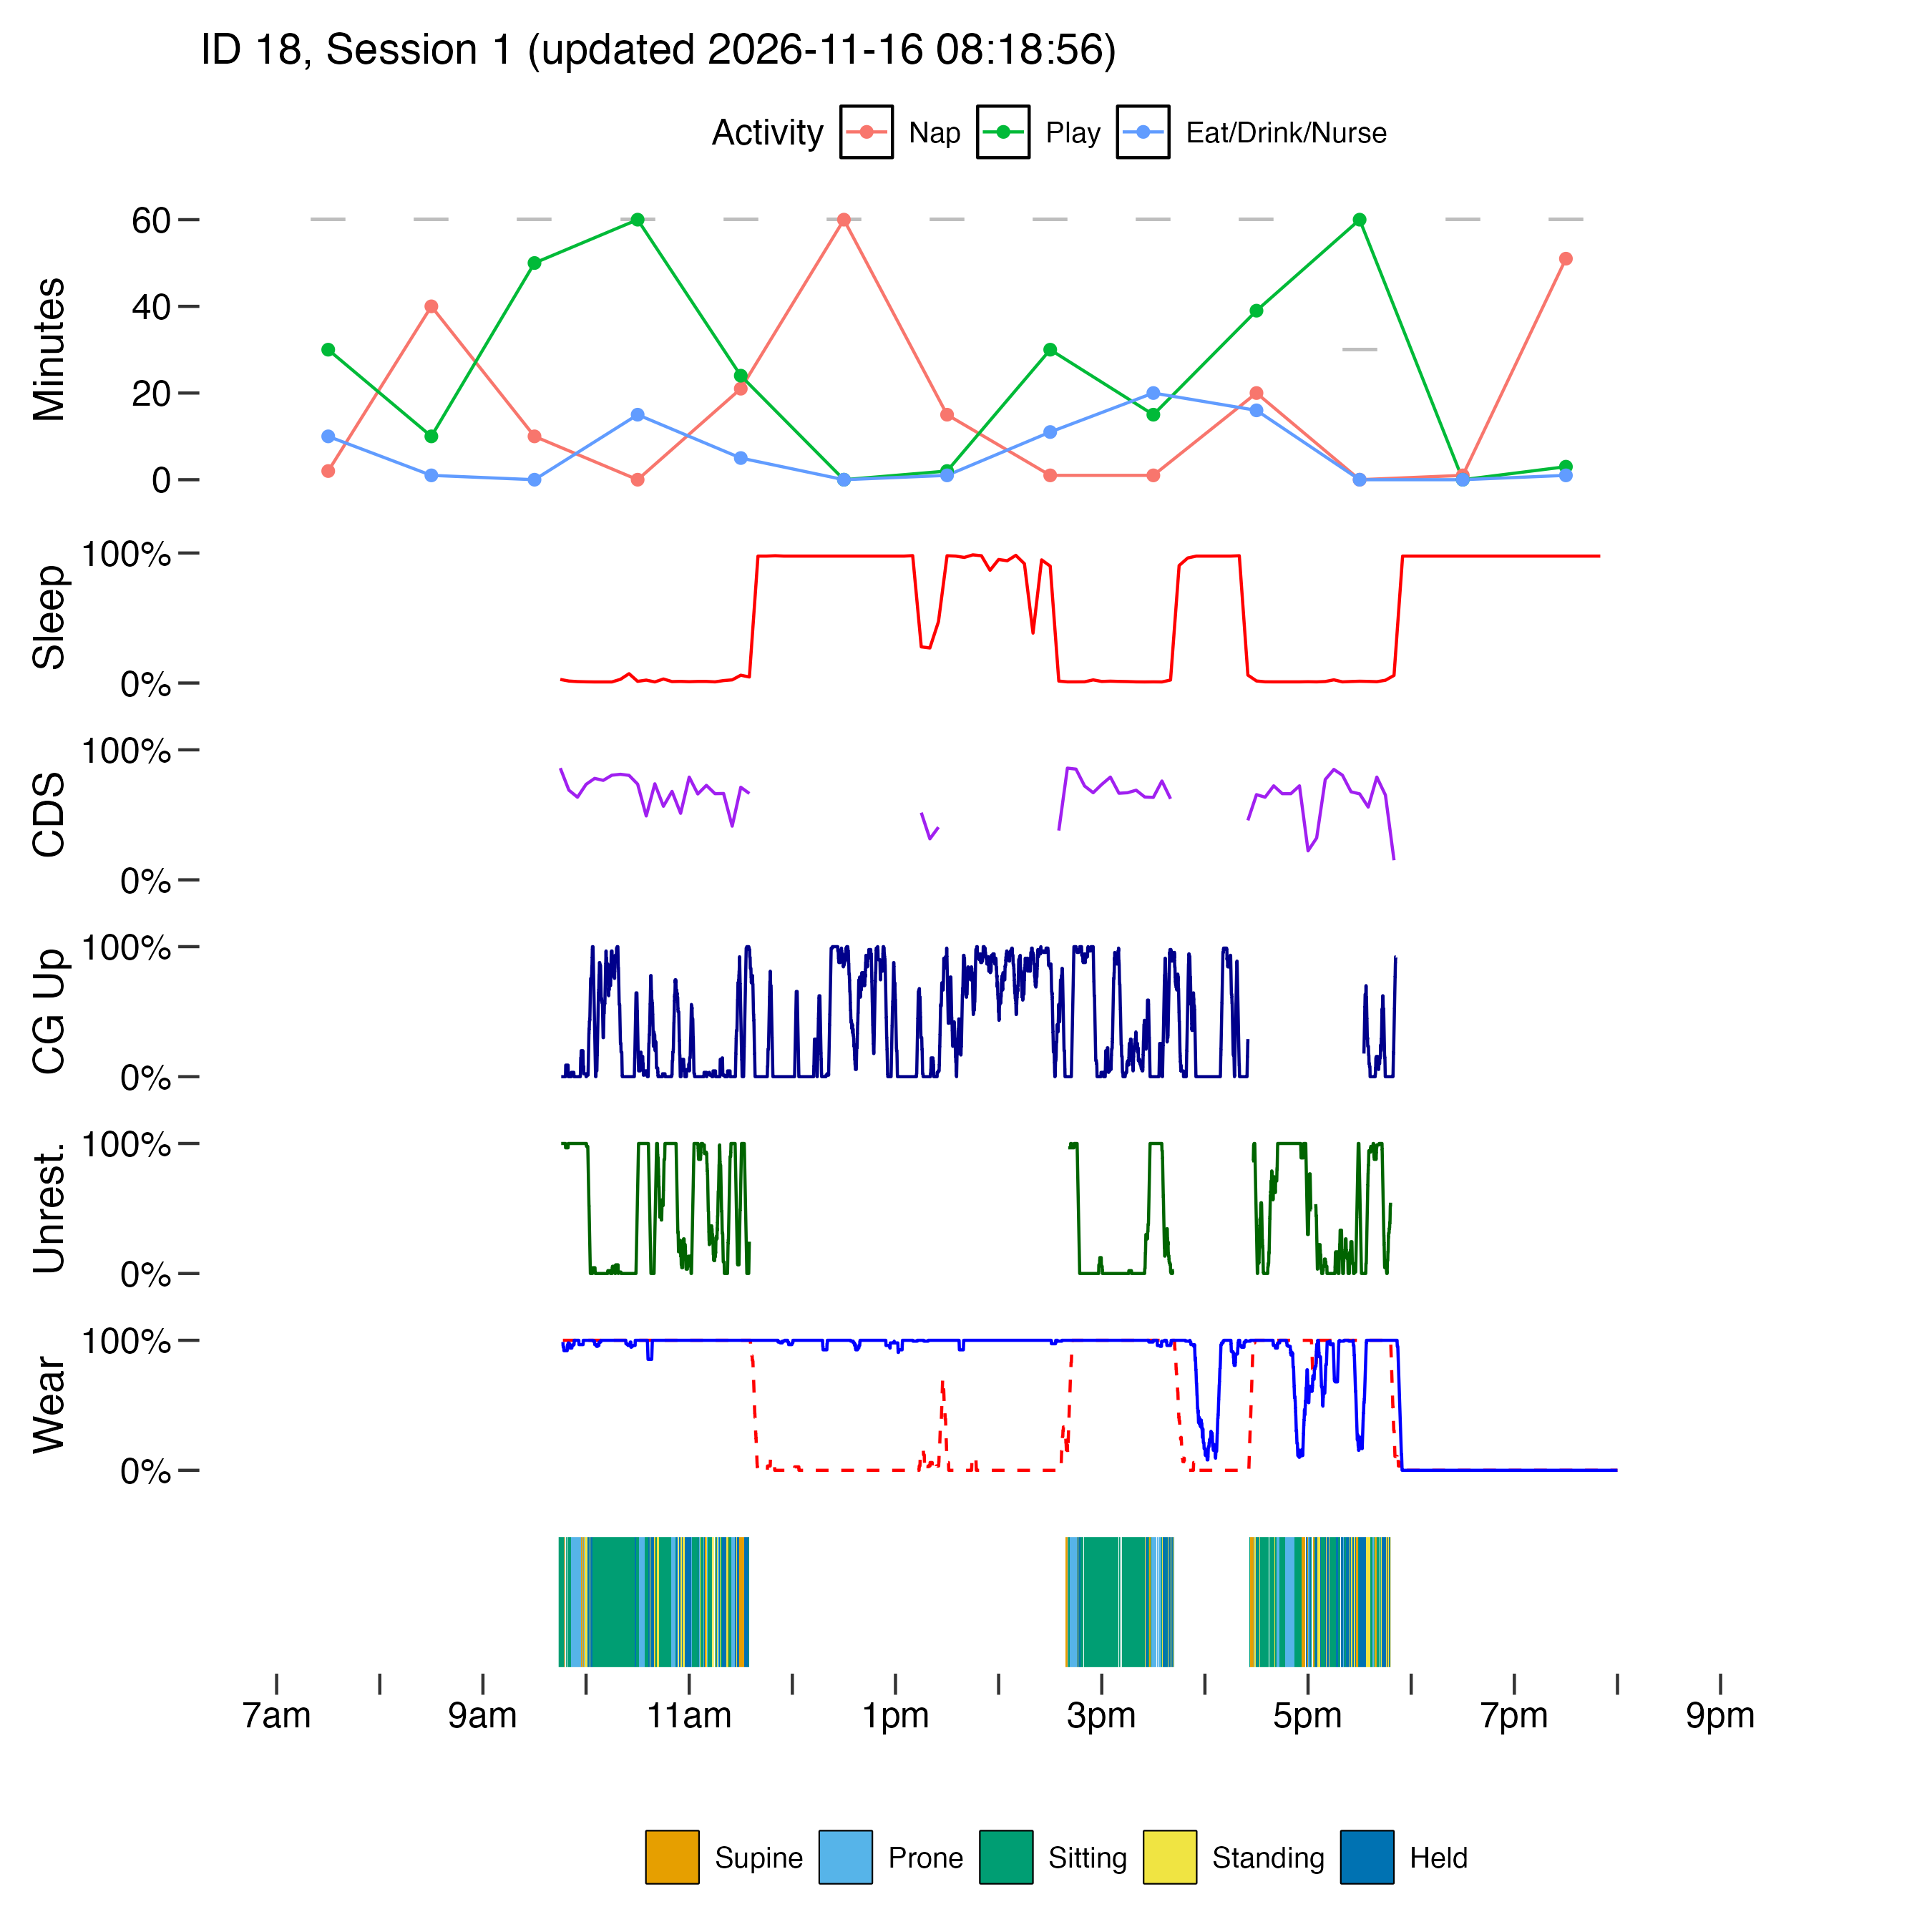 ID 18, Session 1 (updated 2026-11-16 08:18:56)
Activity Nap Play Eat/Drink/Nurse
Minutes
60
40
20
0
Sleep
100%
0%
CDS
100%
0%
CG Up
100%
0%
Unrest.
100%
0%
Wear
100%
0%
7am 9am 11am 1pm 3pm 5pm 7pm 9pm
Supine Prone Sitting Standing Held